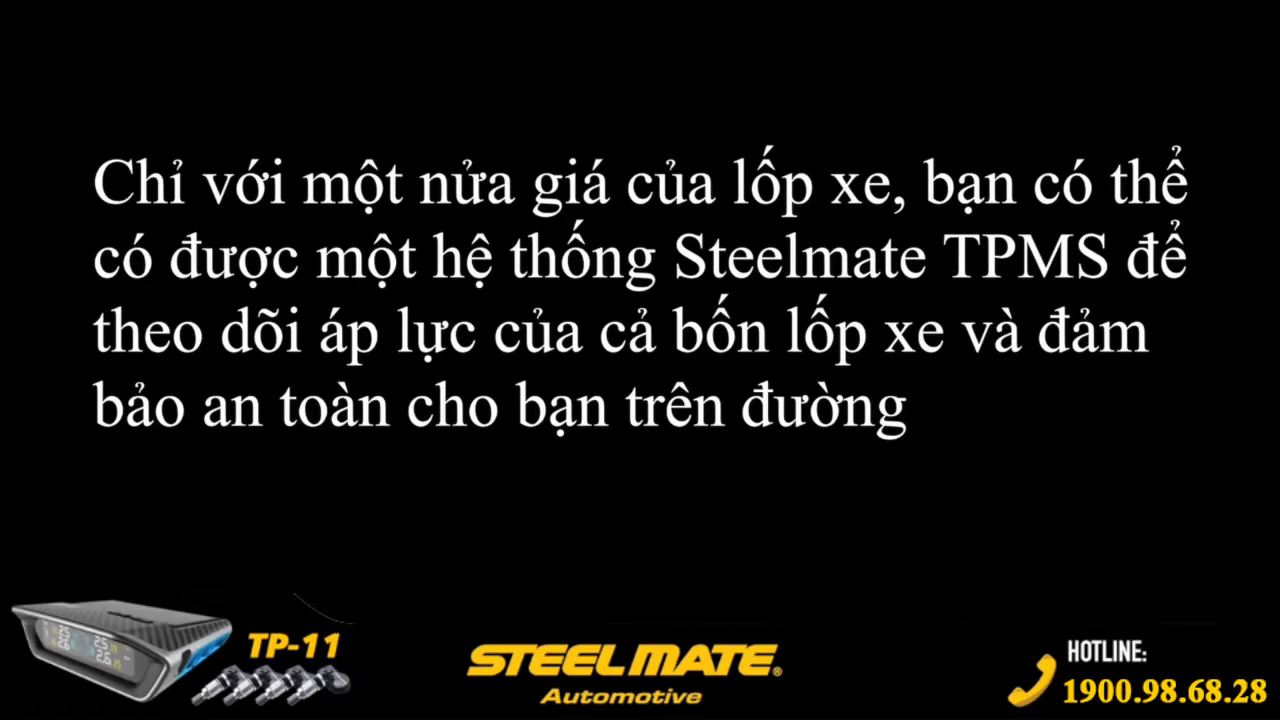 Chỉ với một nửa giá của lốp xe, bạn có thể
có được một hệ thống Steelmate TPMS để
theo dõi áp lực của cả bốn lốp xe và đảm
bảo an toàn cho bạn trên đường
TP-11
STEELMATE®
Automotive
HOTLINE:
1900.98.68.28